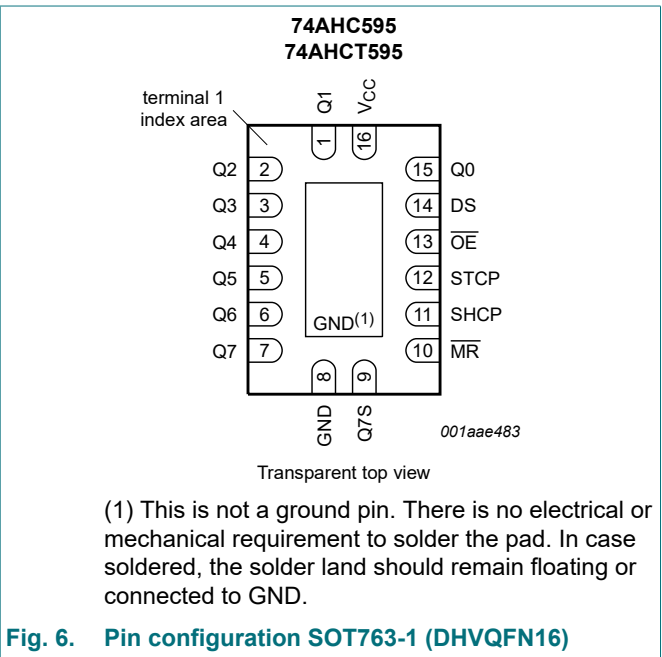 74AHC595
74AHCT595
terminal 1
index area
Q1
VCC
1
16
Q2 2 15 Q0
Q3 3 14 DS
Q4 4 13 O̅E̅
Q5 5 12 STCP
Q6 6 11 SHCP
GND(1)
Q7 7 10 M̅R̅
8
9
GND
Q7S
001aae483
Transparent top view
(1) This is not a ground pin. There is no electrical or
mechanical requirement to solder the pad. In case
soldered, the solder land should remain floating or
connected to GND.
Fig. 6. Pin configuration SOT763-1 (DHVQFN16)